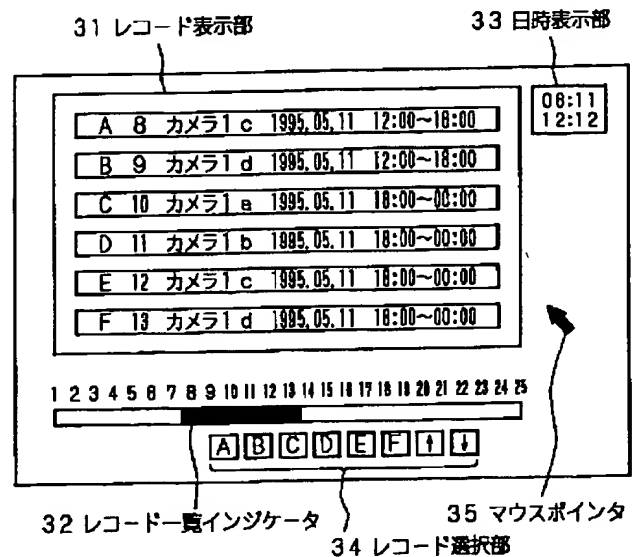 31 レコード表示部
33 日時表示部
08:11
12:12
A 8 カメラ1 c 1995.05.11 12:00~18:00
B 9 カメラ1 d 1995.05.11 12:00~18:00
C 10 カメラ1 a 1995.05.11 18:00~00:00
D 11 カメラ1 b 1995.05.11 18:00~00:00
E 12 カメラ1 c 1995.05.11 18:00~00:00
F 13 カメラ1 d 1995.05.11 18:00~00:00
1 2 3 4 5 6 7 8 9 10 11 12 13 14 15 16 17 18 19 20 21 22 23 24 25
A B C D E F ↑ ↓
32 レコード一覧インジケータ
35 マウスポインタ
34 レコード選択部